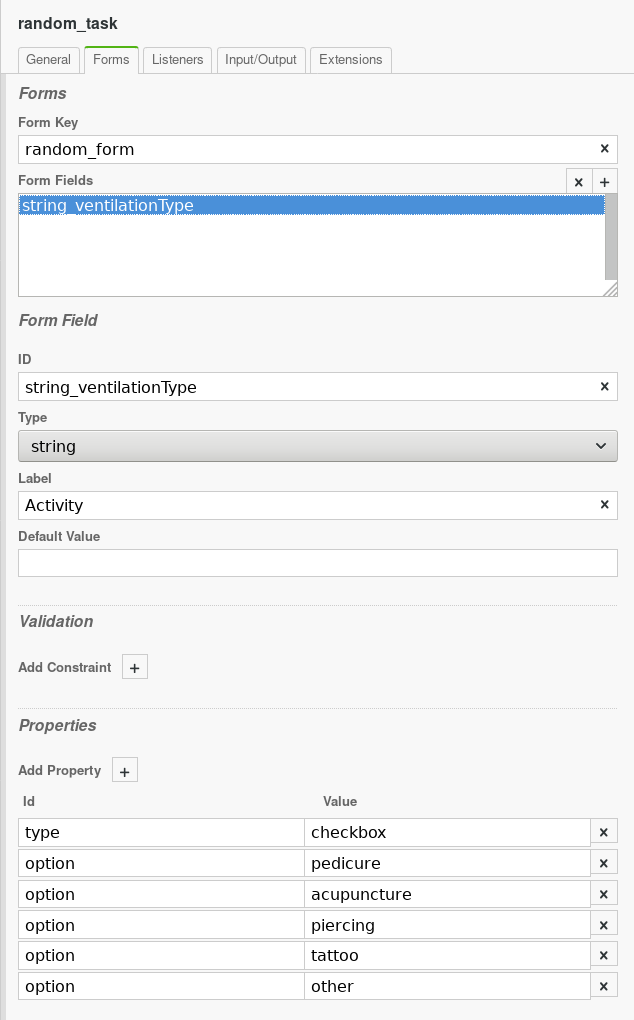 random_task
General Forms Listeners Input/Output Extensions
Forms
Form Key
random_form ×
Form Fields × +
string_ventilationType
Form Field
ID
string_ventilationType ×
Type
string
Label
Activity ×
Default Value
Validation
Add Constraint +
Properties
Add Property +
Id Value
type checkbox ×
option pedicure ×
option acupuncture ×
option piercing ×
option tattoo ×
option other ×